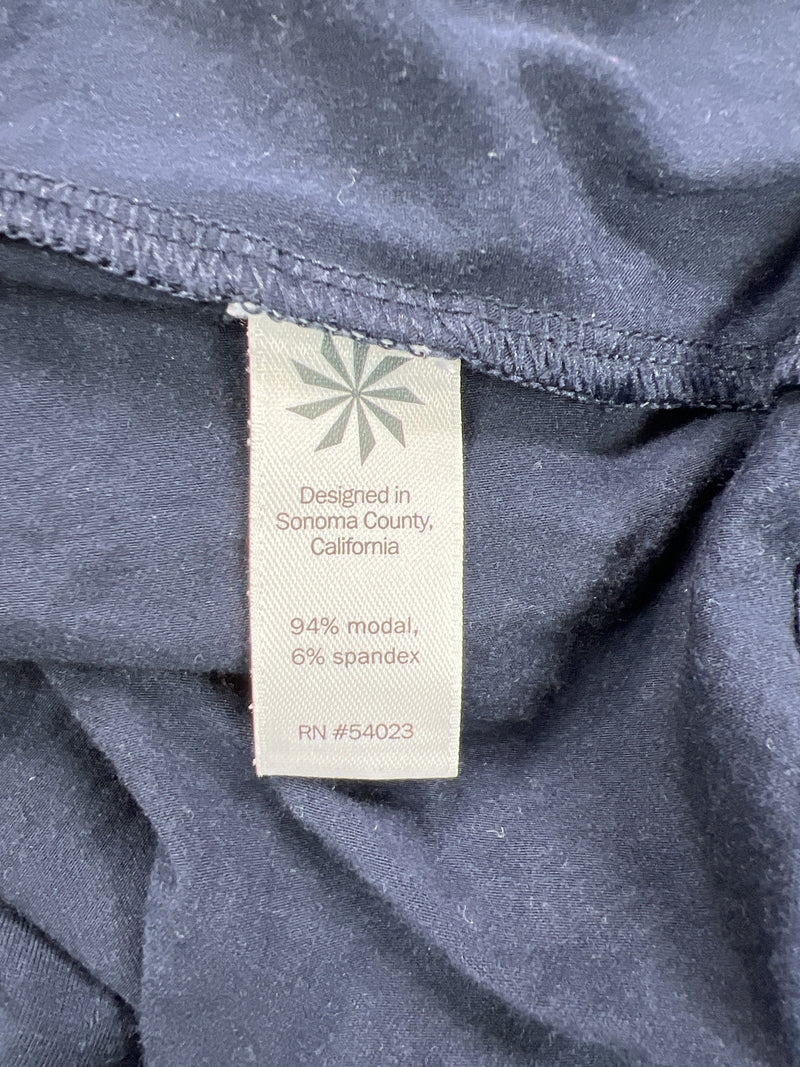 Designed in
Sonoma County,
California
94% modal,
6% spandex
RN #54023